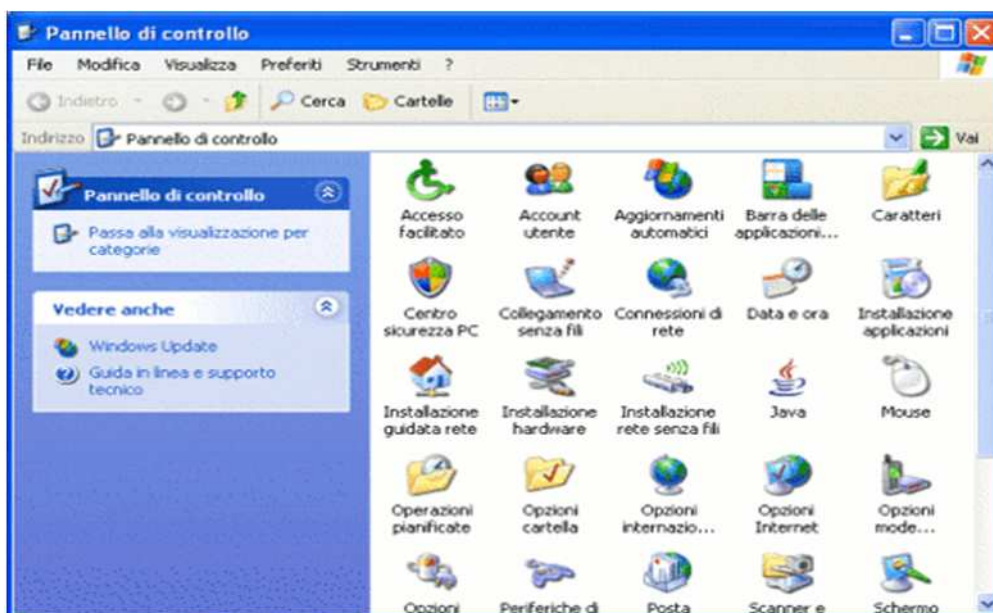 Pannello di controllo
File Modifica Visualizza Preferiti Strumenti ?
Indietro Cerca Cartelle
Indirizzo Pannello di controllo Vai
Pannello di controllo
Passa alla visualizzazione per
categorie
Vedere anche
Windows Update
Guida in linea e supporto
tecnico
Accesso
facilitato
Account
utente
Aggiornamenti
automatici
Barra delle
applicazioni...
Caratteri
Centro
sicurezza PC
Collegamento
senza fili
Connessioni di
rete
Data e ora
Installazione
applicazioni
Installazione
guidata rete
Installazione
hardware
Installazione
rete senza fili
Java
Mouse
Operazioni
pianificate
Opzioni
cartella
Opzioni
internazio...
Opzioni
Internet
Opzioni
mode...
Opzioni
Periferiche di
Posta
Scanner e
Schermo